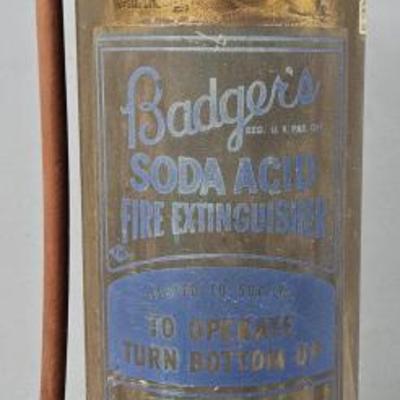 Badger's
REG. U.S. PAT. OFF.
SODA ACID
FIRE EXTINGUISHER
TO OPERATE
TURN BOTTOM UP